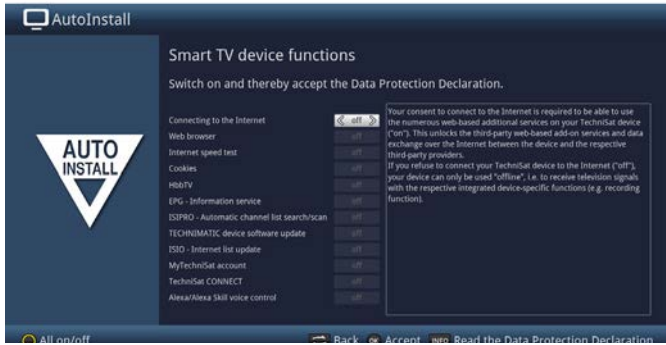 AutoInstall
Smart TV device functions
Switch on and thereby accept the Data Protection Declaration.
AUTO
INSTALL
Connecting to the Internet off
Web browser off
Internet speed test off
Cookies off
HbbTV off
EPG - Information service off
ISIPRO - Automatic channel list search/scan off
TECHNIMATIC device software update off
ISIO - Internet list update off
MyTechniSat account off
TechniSat CONNECT off
Alexa/Alexa Skill voice control off
Your consent to connect to the Internet is required to be able to use
the numerous web-based additional services on your TechniSat device
("on"). This unlocks the third-party web-based add-on services and data
exchange over the Internet between the device and the respective
third-party providers.
If you refuse to connect your TechniSat device to the Internet ("off"),
your device can only be used "offline", i.e. to receive television signals
with the respective integrated device-specific functions (e.g. recording
function).
All on/off
Back OK Accept INFO Read the Data Protection Declaration